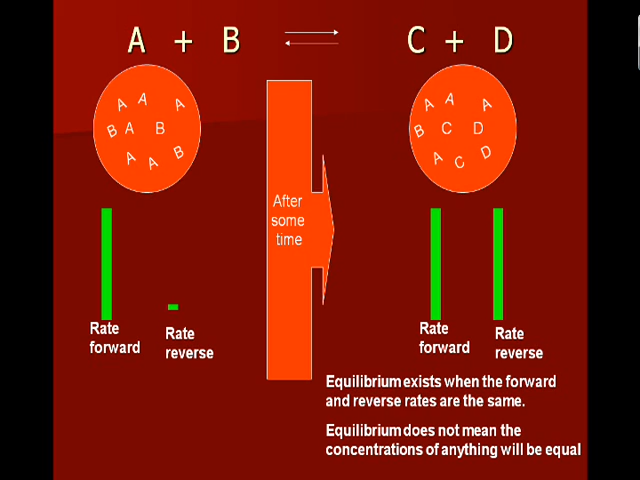 A + B C + D
A A A
B A B
A A B
A A A
B C D
A C D
After
some
time
Rate
forward
Rate
reverse
Rate
forward
Rate
reverse
Equilibrium exists when the forward
and reverse rates are the same.
Equilibrium does not mean the
concentrations of anything will be equal